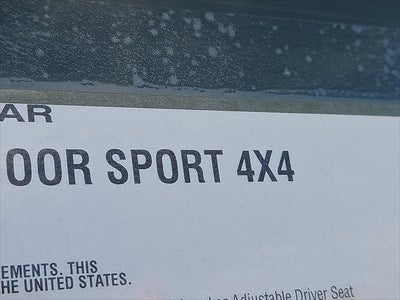 AR
OOR SPORT 4X4
EMENTS. THIS
HE UNITED STATES.
Adjustable Driver Seat